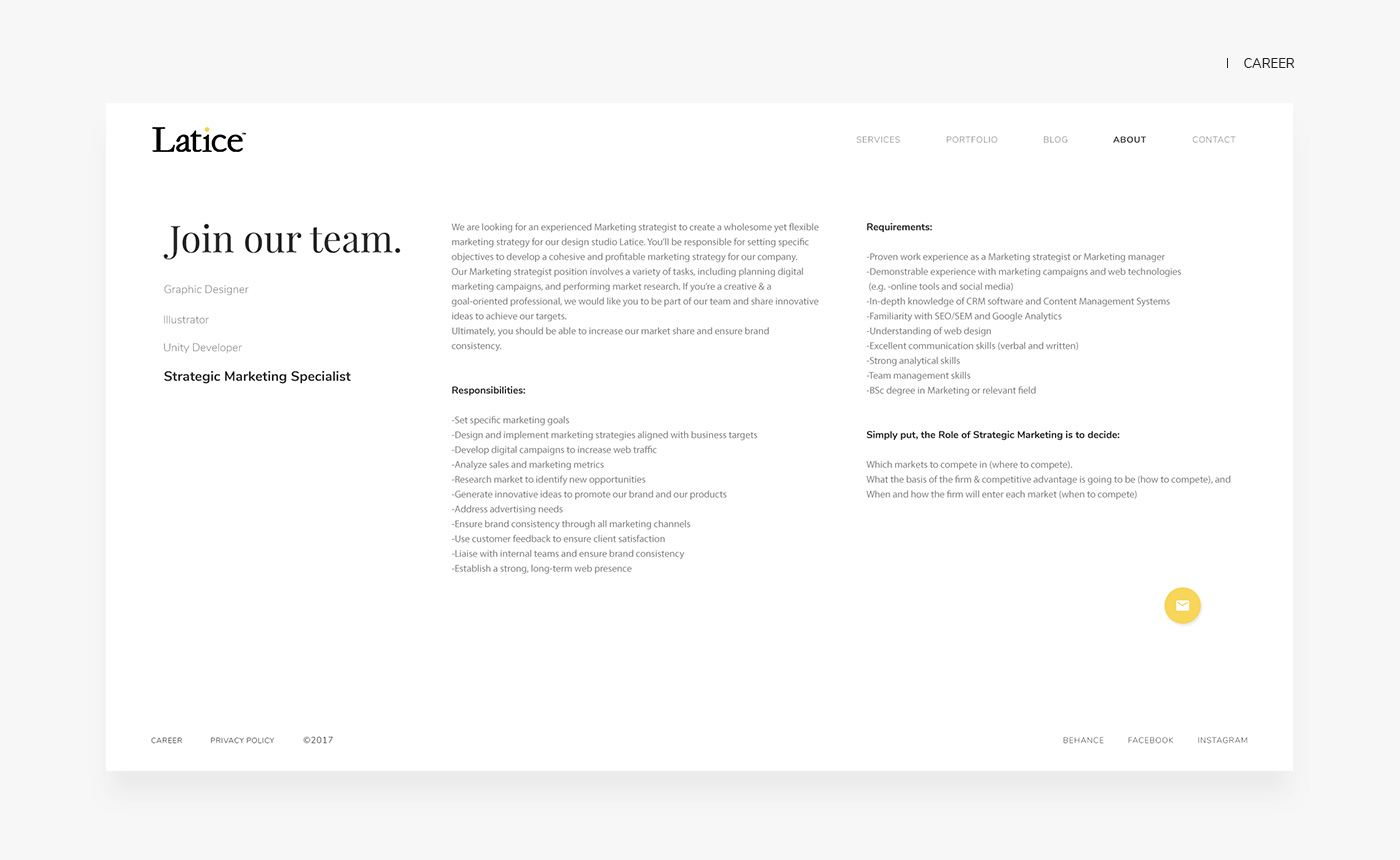 CAREER
Latice™
SERVICES PORTFOLIO BLOG ABOUT CONTACT
Join our team.
Graphic Designer
Illustrator
Unity Developer
Strategic Marketing Specialist
We are looking for an experienced Marketing strategist to create a wholesome yet flexible
marketing strategy for our design studio Latice. You'll be responsible for setting specific
objectives to develop a cohesive and profitable marketing strategy for our company.
Our Marketing strategist position involves a variety of tasks, including planning digital
marketing campaigns, and performing market research. If you're a creative & a
goal-oriented professional, we would like you to be part of our team and share innovative
ideas to achieve our targets.
Ultimately, you should be able to increase our market share and ensure brand
consistency.
Responsibilities:
-Set specific marketing goals
-Design and implement marketing strategies aligned with business targets
-Develop digital campaigns to increase web traffic
-Analyze sales and marketing metrics
-Research market to identify new opportunities
-Generate innovative ideas to promote our brand and our products
-Address advertising needs
-Ensure brand consistency through all marketing channels
-Use customer feedback to ensure client satisfaction
-Liaise with internal teams and ensure brand consistency
-Establish a strong, long-term web presence
Requirements:
-Proven work experience as a Marketing strategist or Marketing manager
-Demonstrable experience with marketing campaigns and web technologies
(e.g. -online tools and social media)
-In-depth knowledge of CRM software and Content Management Systems
-Familiarity with SEO/SEM and Google Analytics
-Understanding of web design
-Excellent communication skills (verbal and written)
-Strong analytical skills
-Team management skills
-BSc degree in Marketing or relevant field
Simply put, the Role of Strategic Marketing is to decide:
Which markets to compete in (where to compete).
What the basis of the firm & competitive advantage is going to be (how to compete), and
When and how the firm will enter each market (when to compete)
CAREER PRIVACY POLICY ©2017
BEHANCE FACEBOOK INSTAGRAM